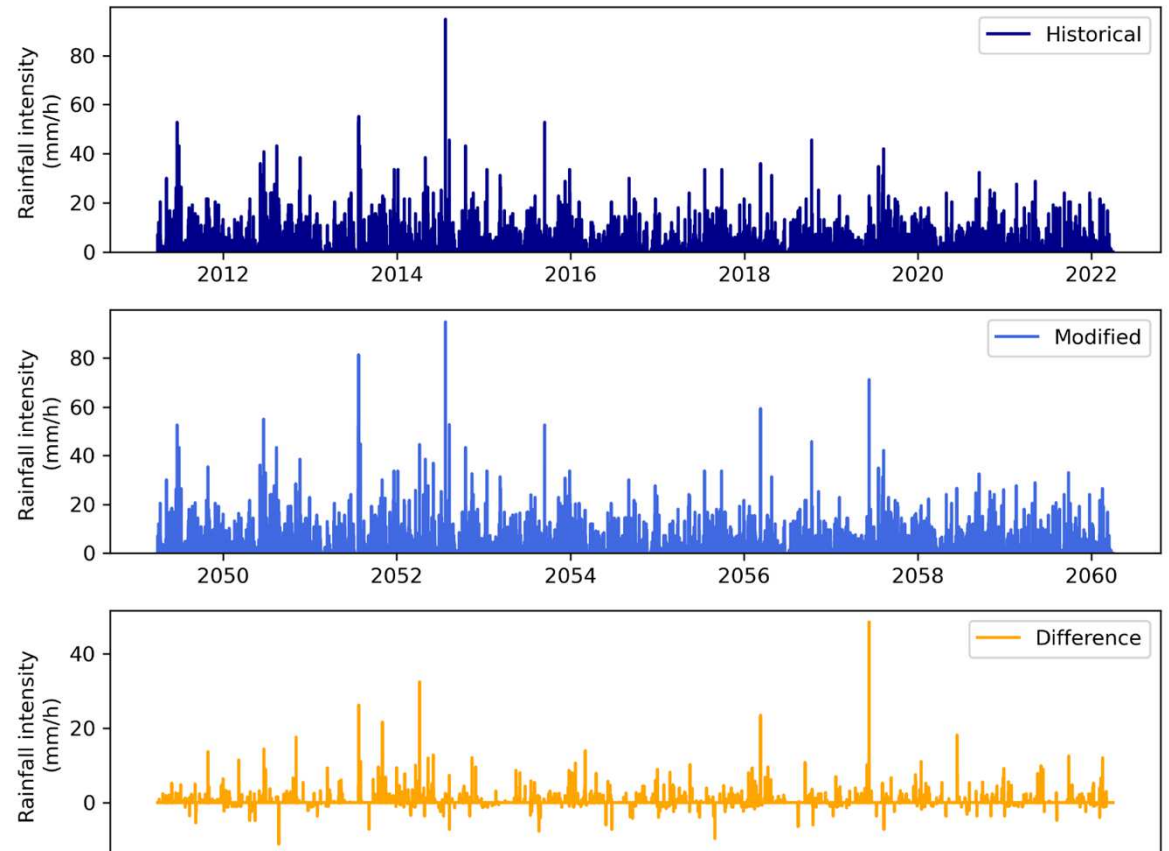 Historical
Rainfall intensity
(mm/h)
80
60
40
20
0
2012
2014
2016
2018
2020
2022
Modified
Rainfall intensity
(mm/h)
80
60
40
20
0
2050
2052
2054
2056
2058
2060
Difference
Rainfall intensity
(mm/h)
40
20
0